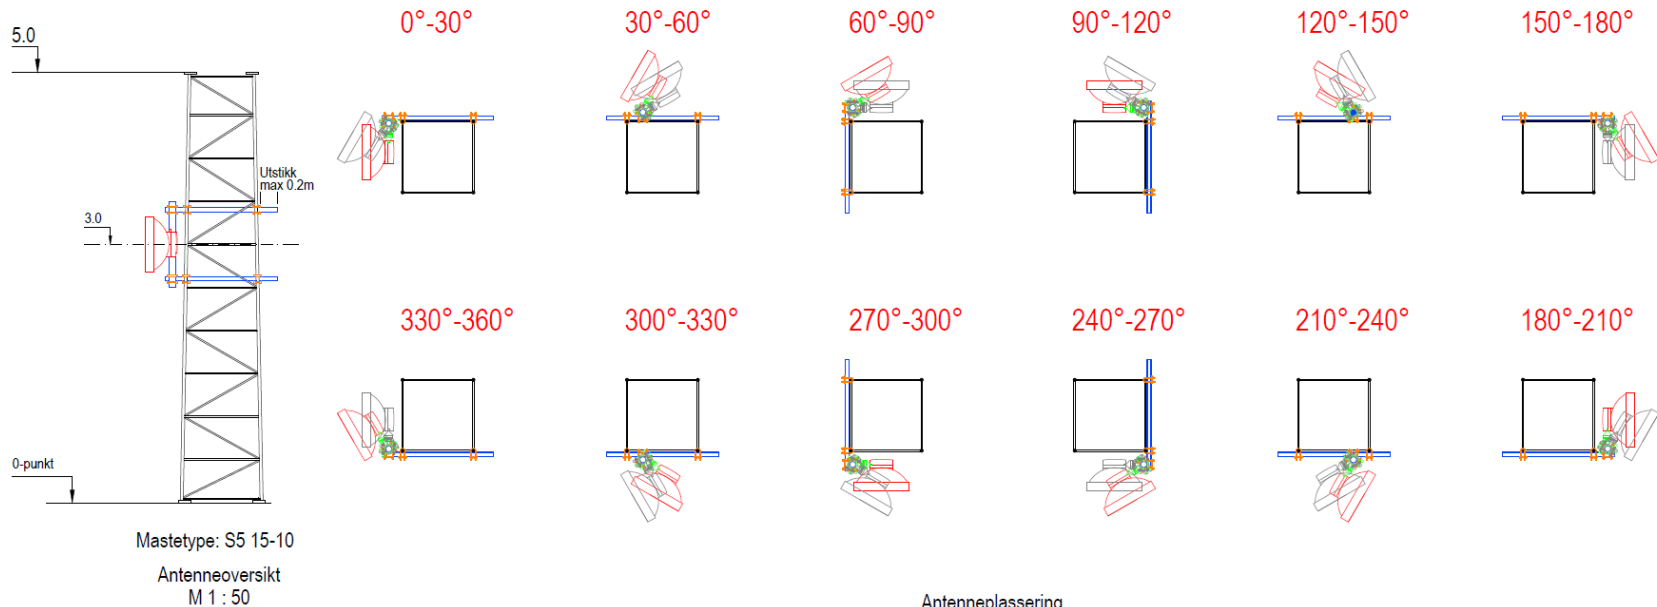 0°-30°
30°-60°
60°-90°
90°-120°
120°-150°
150°-180°
5.0
Utstikk
max 0.2m
3.0
330°-360°
300°-330°
270°-300°
240°-270°
210°-240°
180°-210°
0-punkt
Mastetype: S5 15-10
Antenneoversikt
M 1 : 50
Antenneplassering